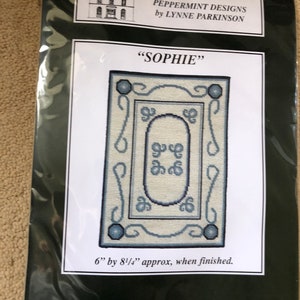 PEPPERMINT DESIGNS
by LYNNE PARKINSON
“SOPHIE”
6” by 8¼” approx, when finished.